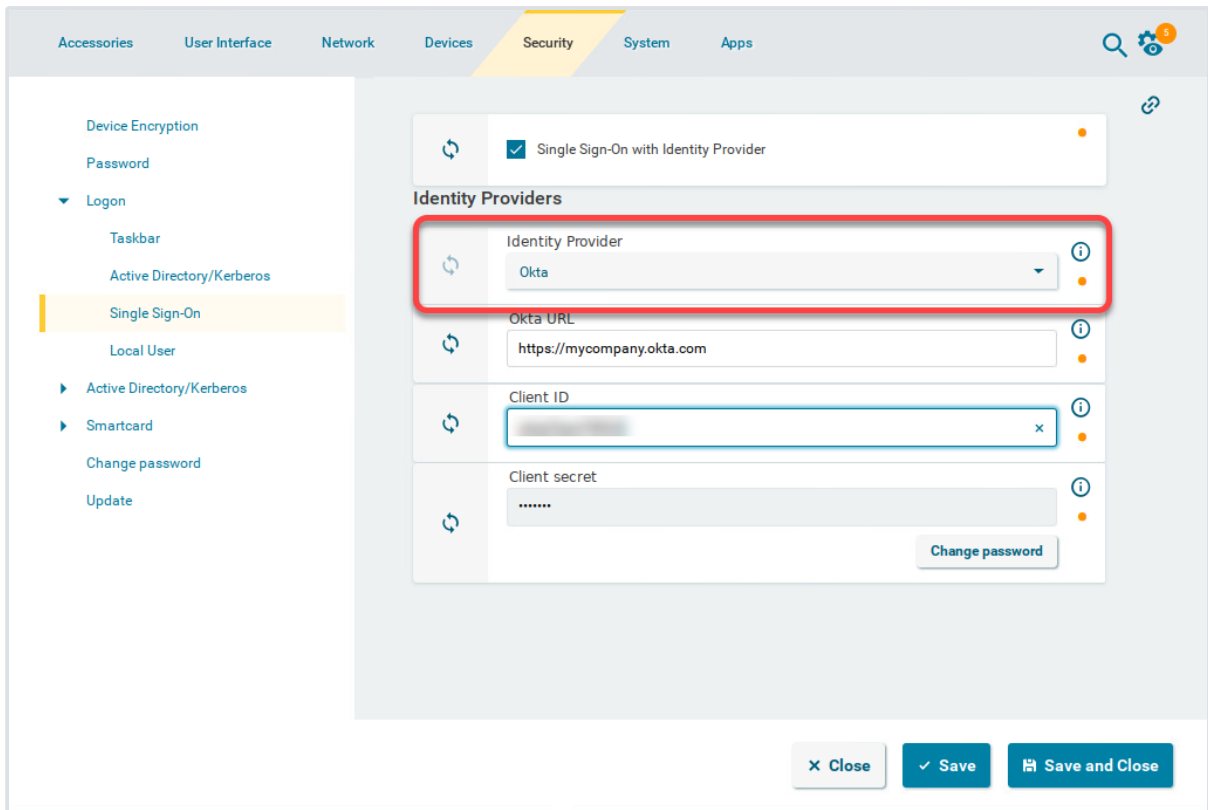 Accessories User Interface Network Devices Security System Apps
5
Device Encryption
Password
Logon
Taskbar
Active Directory/Kerberos
Single Sign-On
Local User
Active Directory/Kerberos
Smartcard
Change password
Update
Single Sign-On with Identity Provider
Identity Providers
Identity Provider
Okta
Okta URL
https://mycompany.okta.com
Client ID
Client secret
•••••••
Change password
Close Save Save and Close